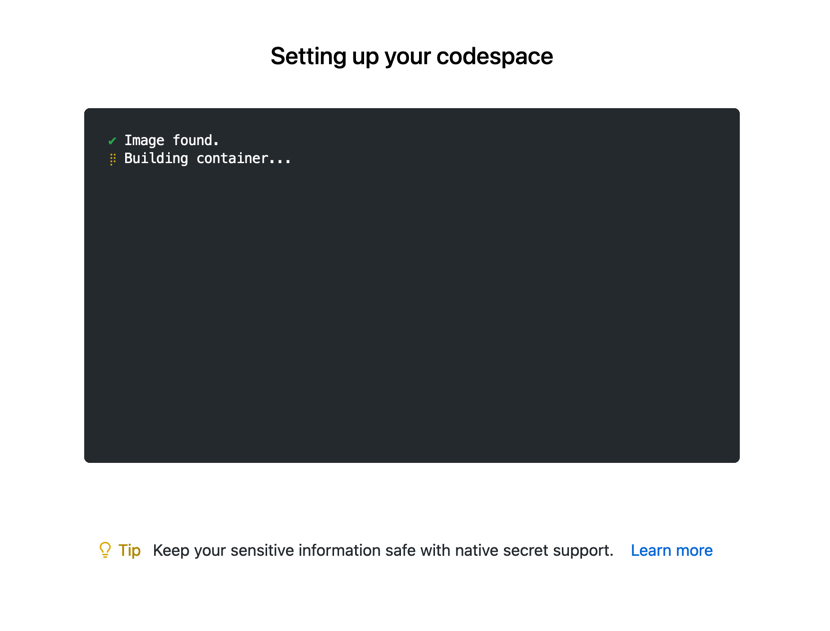 Setting up your codespace
✔ Image found.
⣾ Building container...
Tip Keep your sensitive information safe with native secret support. Learn more